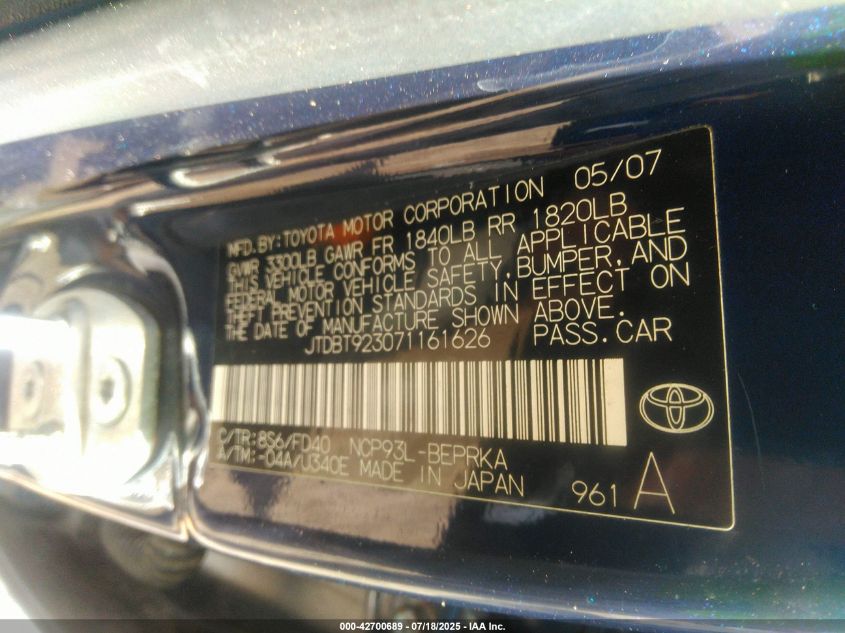 MFD. BY: TOYOTA MOTOR CORPORATION 05/07
GVWR 3300LB GAWR FR 1840LB RR 1820LB
THIS VEHICLE CONFORMS TO ALL APPLICABLE
FEDERAL MOTOR VEHICLE SAFETY, BUMPER, AND
THEFT PREVENTION STANDARDS IN EFFECT ON
THE DATE OF MANUFACTURE SHOWN ABOVE.
JTDBT923071161626 PASS. CAR
C/TR: 8S6/FD40 NCP93L-BEPRKA
A/TM: -04A/U340E MADE IN JAPAN
961 A
000-42700689 - 07/18/2025 - IAA Inc.